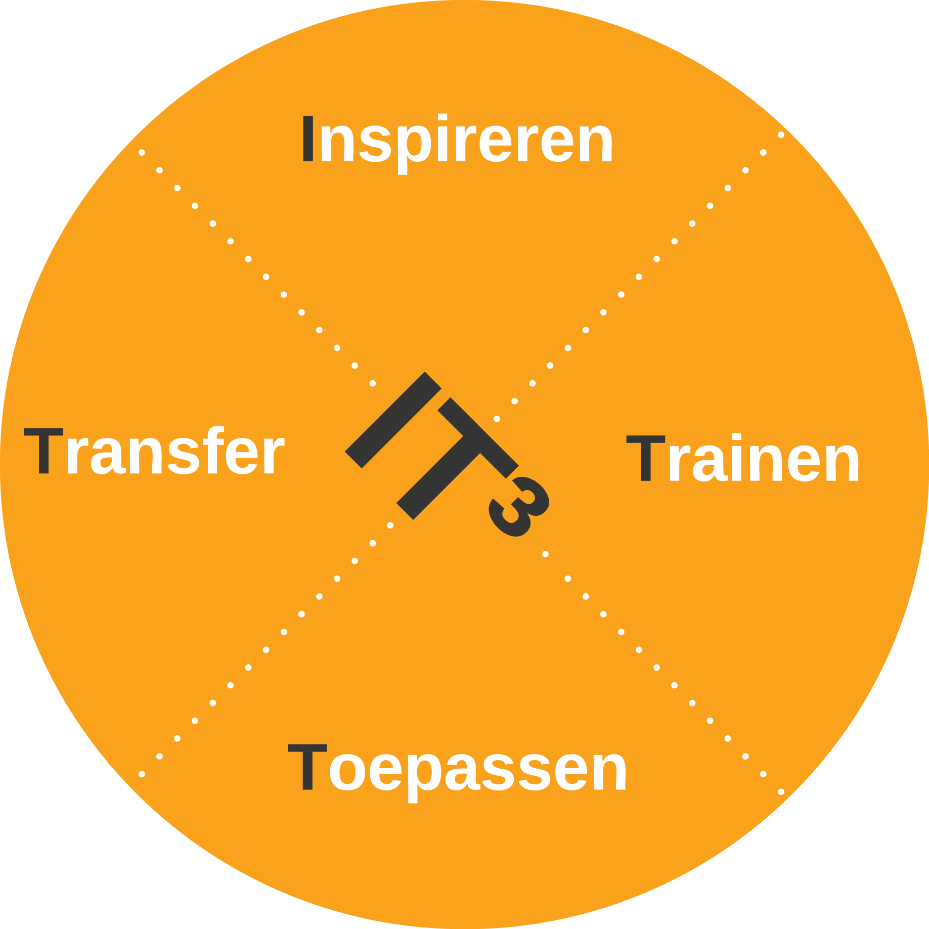 Inspireren
Transfer
Trainen
IT³
Toepassen